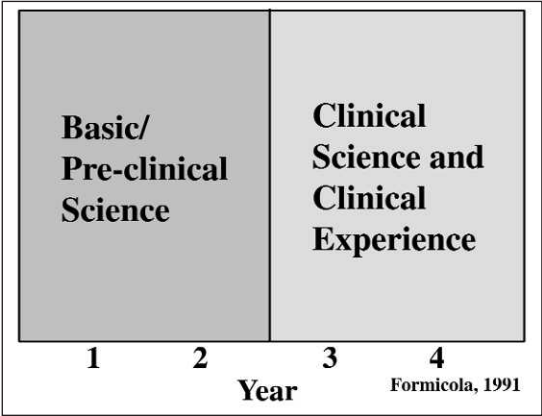 Basic/
Pre-clinical
Science
Clinical
Science and
Clinical
Experience
1 2 3 4
Year
Formicola, 1991